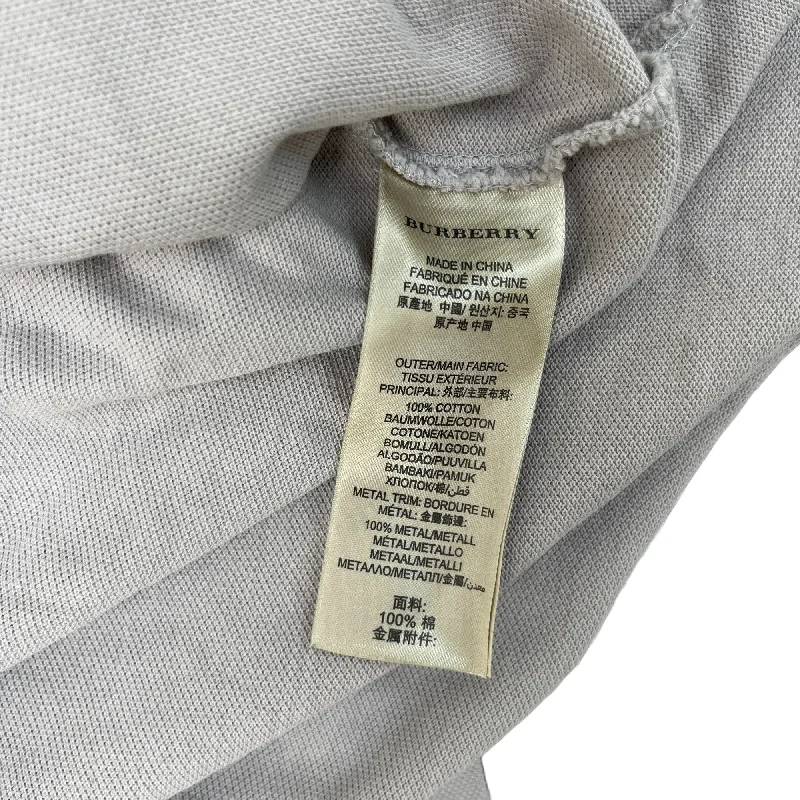 BURBERRY
MADE IN CHINA
FABRIQUÉ EN CHINE
FABRICADO NA CHINA
原產地 中國/ 원산지: 중국
原产地 中国
OUTER/MAIN FABRIC:
TISSU EXTÉRIEUR
PRINCIPAL: 外部/主要布料:
100% COTTON
BAUMWOLLE/COTON
COTONE/KATOEN
BOMULL/ALGODÓN
ALGODÃO/PUUVILLA
BAMBAKI/PAMUK
ХЛОПОК/棉/قطن
METAL TRIM: BORDURE EN
MÉTAL: 金屬飾邊:
100% METAL/METALL
MÉTAL/METALLO
METAAL/METALLI
ΜΕΤΑΛΛΟ/МЕТАЛЛ/金屬/معدن
面料:
100% 棉
金属附件: